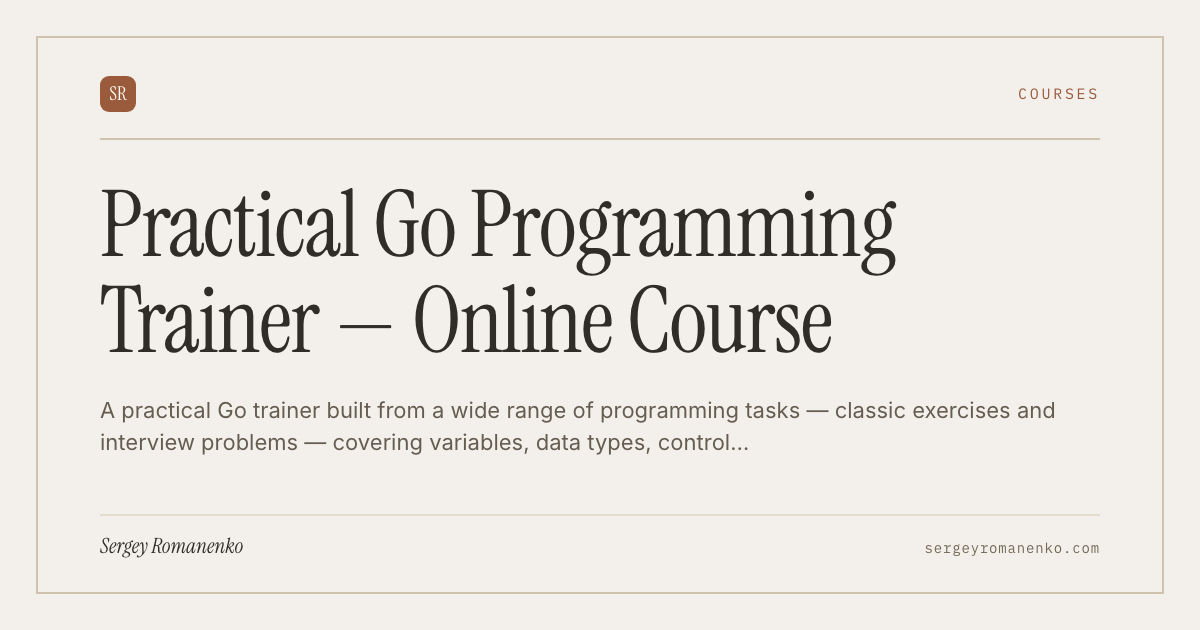 SR
COURSES
Practical Go Programming
Trainer — Online Course
A practical Go trainer built from a wide range of programming tasks — classic exercises and
interview problems — covering variables, data types, control…
Sergey Romanenko
sergeyromanenko.com